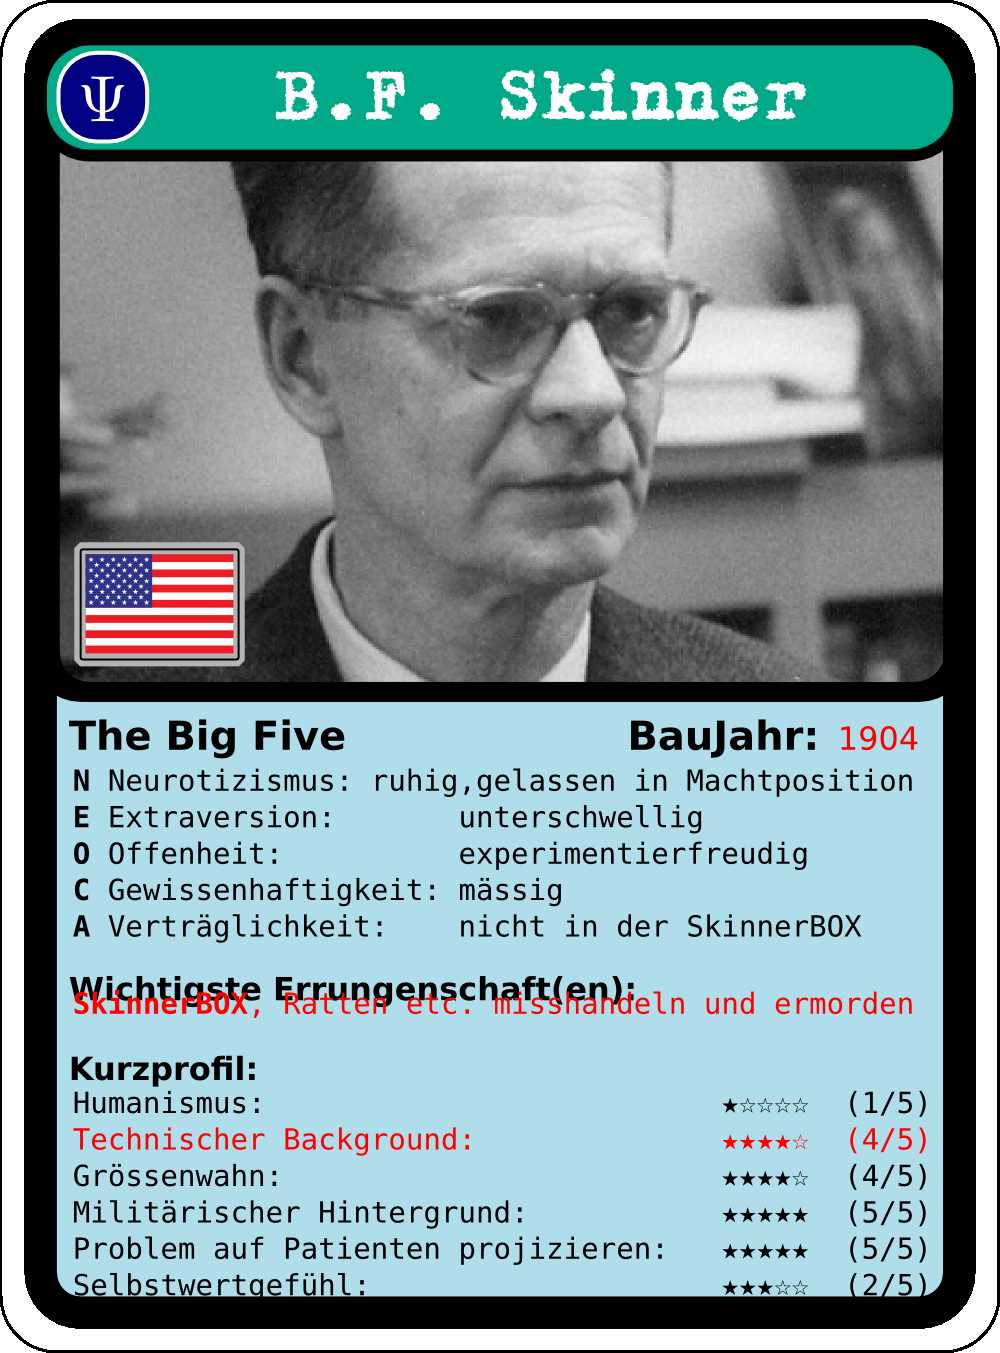 Ψ B.F. Skinner
The Big Five BauJahr: 1904
N Neurotizismus: ruhig,gelassen in Machtposition
E Extraversion: unterschwellig
O Offenheit: experimentierfreudig
C Gewissenhaftigkeit: mässig
A Verträglichkeit: nicht in der SkinnerBOX
Wichtigste Errungenschaft(en):
SkinnerBOX, Ratten etc. misshandeln und ermorden
Kurzprofil:
Humanismus: ★☆☆☆☆ (1/5)
Technischer Background: ★★★★☆ (4/5)
Grössenwahn: ★★★★☆ (4/5)
Militärischer Hintergrund: ★★★★★ (5/5)
Problem auf Patienten projizieren: ★★★★★ (5/5)
Selbstwertgefühl: ★★★☆☆ (2/5)